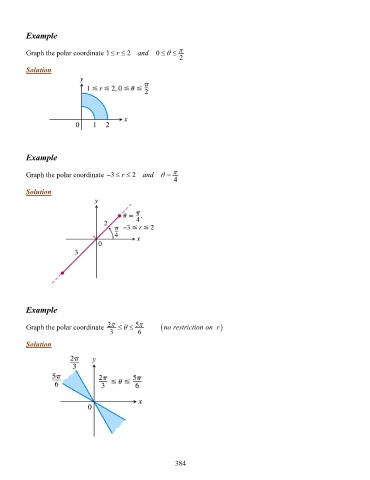 Example
Graph the polar coordinate 1 ≤ r ≤ 2 and 0 ≤ θ ≤ π/2
Solution
y
1 ≤ r ≤ 2, 0 ≤ θ ≤ π/2
x
0 1 2
Example
Graph the polar coordinate −3 ≤ r ≤ 2 and θ = π/4
Solution
y
θ = π/4,
2
−3 ≤ r ≤ 2
π/4
x
0
3
Example
Graph the polar coordinate 2π/3 ≤ θ ≤ 5π/6 (no restriction on r)
Solution
2π/3 y
5π/6
2π/3 ≤ θ ≤ 5π/6
x
0
384